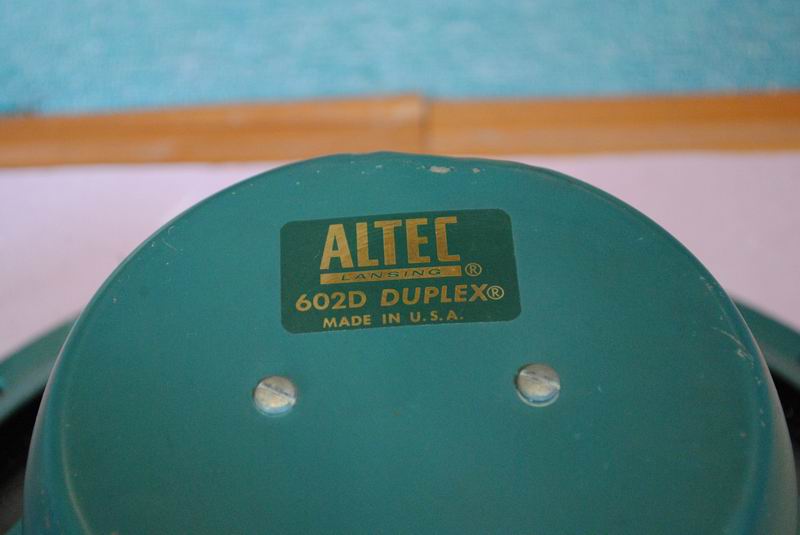 ALTEC
LANSING ®
602D DUPLEX®
MADE IN U.S.A.